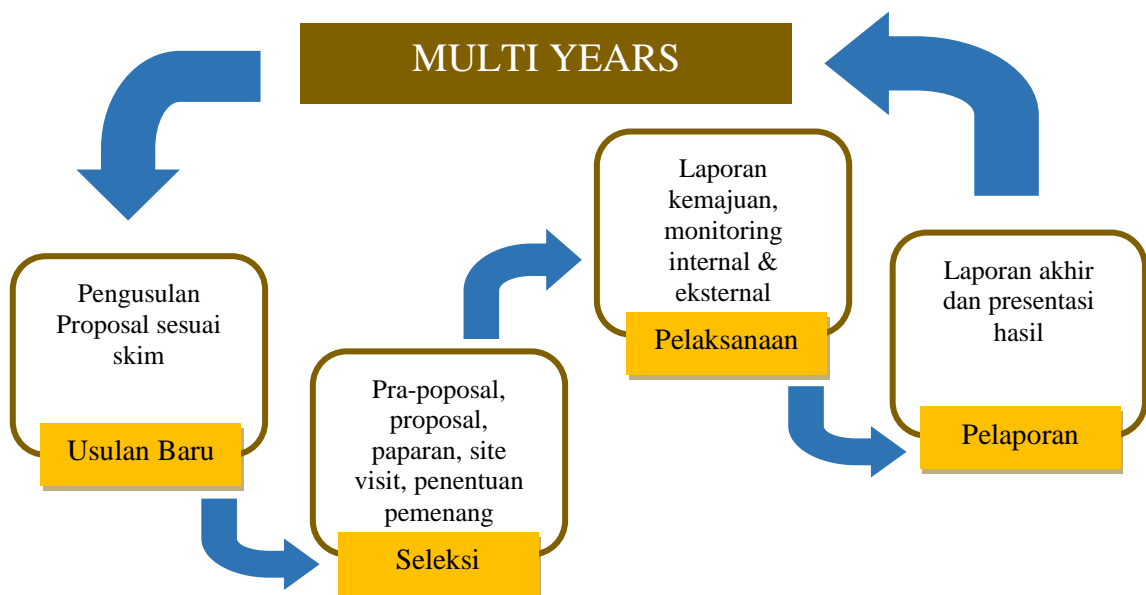 MULTI YEARS
Pengusulan
Proposal sesuai
skim
Usulan Baru
Pra-poposal,
proposal,
paparan, site
visit, penentuan
pemenang
Seleksi
Laporan
kemajuan,
monitoring
internal &
eksternal
Pelaksanaan
Laporan akhir
dan presentasi
hasil
Pelaporan